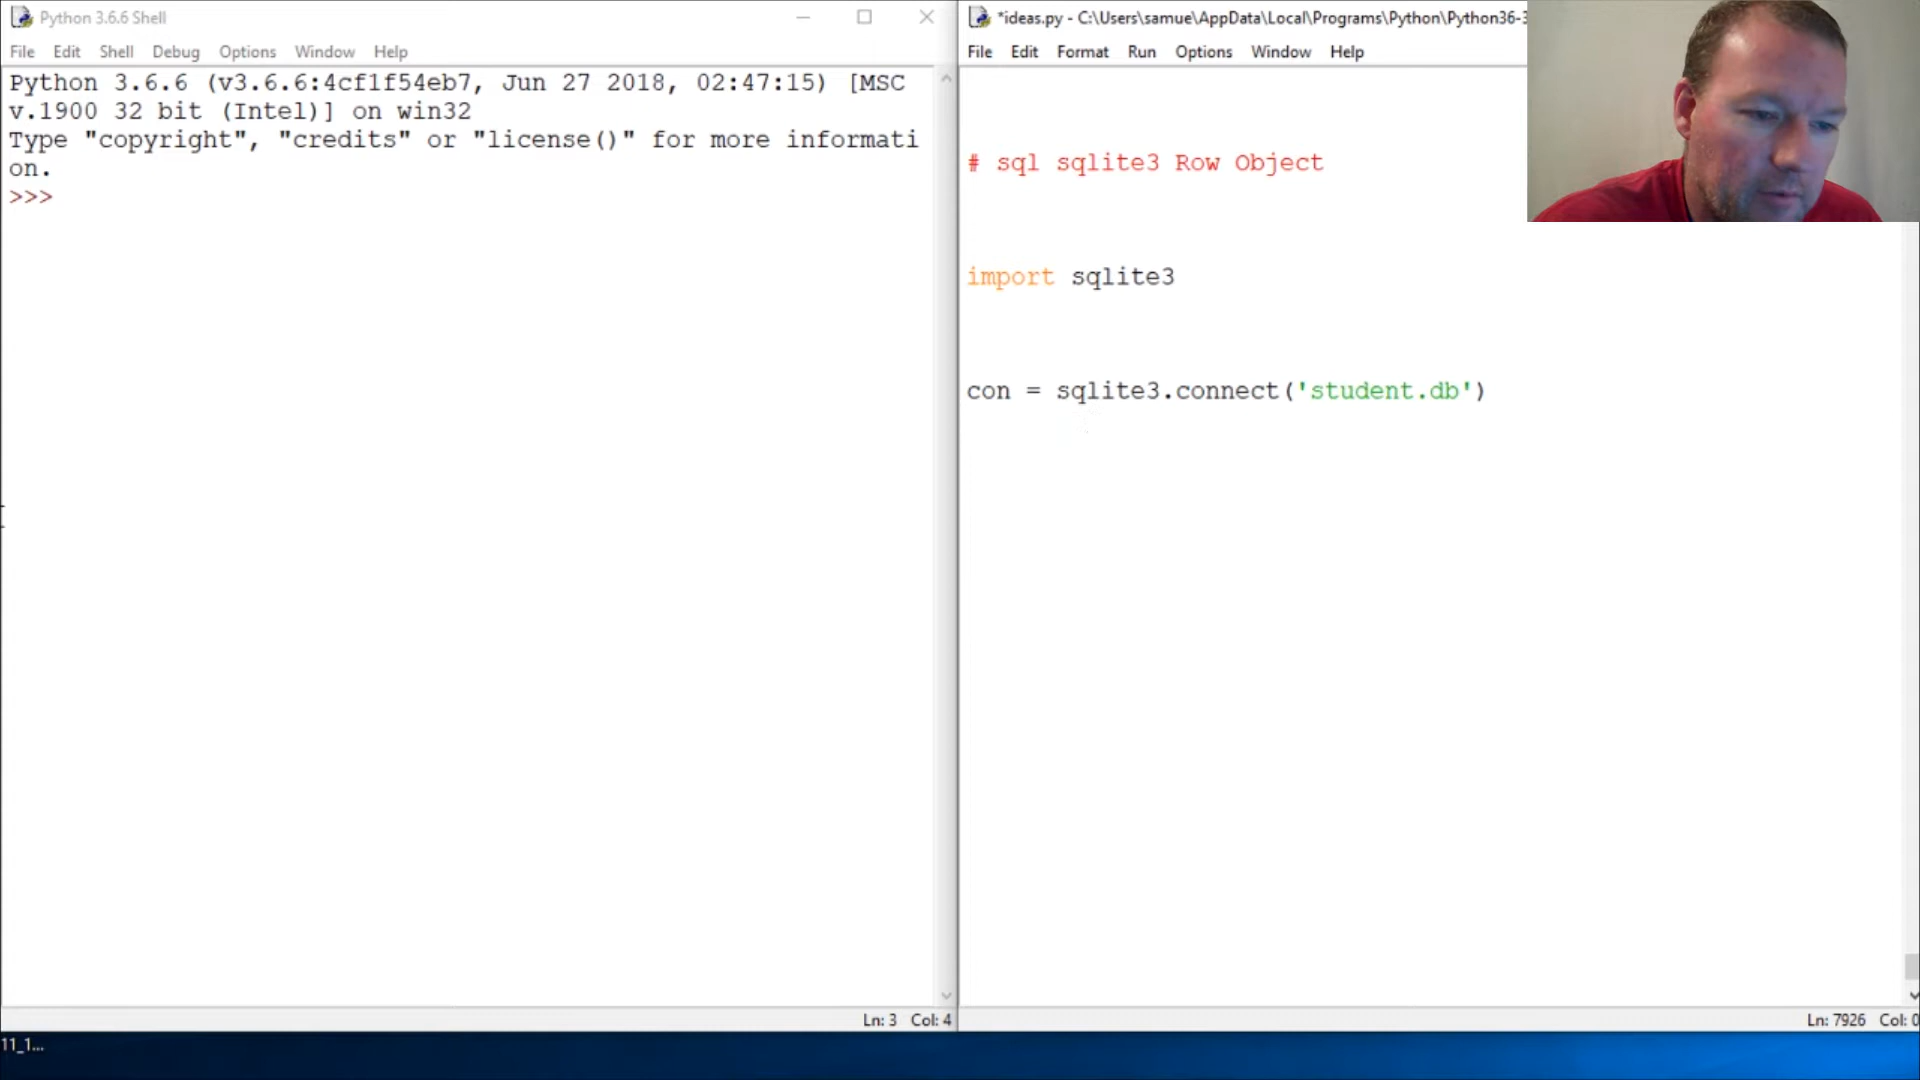 Python 3.6.6 Shell
File Edit Shell Debug Options Window Help
Python 3.6.6 (v3.6.6:4cf1f54eb7, Jun 27 2018, 02:47:15) [MSC
v.1900 32 bit (Intel)] on win32
Type "copyright", "credits" or "license()" for more informati
on.
>>>
Ln: 3 Col: 4
*ideas.py - C:\Users\samue\AppData\Local\Programs\Python\Python36-3
File Edit Format Run Options Window Help
# sql sqlite3 Row Object
import sqlite3
con = sqlite3.connect('student.db')
Ln: 7926 Col: 0
11_1...